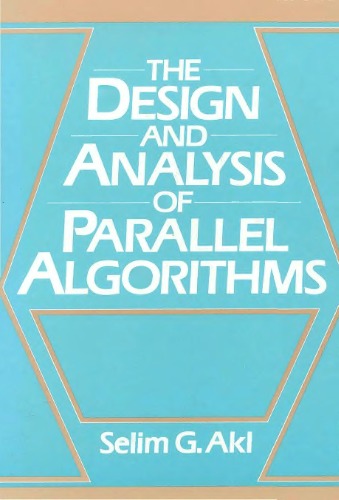 THE
DESIGN
AND
ANALYSIS
OF
PARALLEL
ALGORITHMS
Selim G. Akl